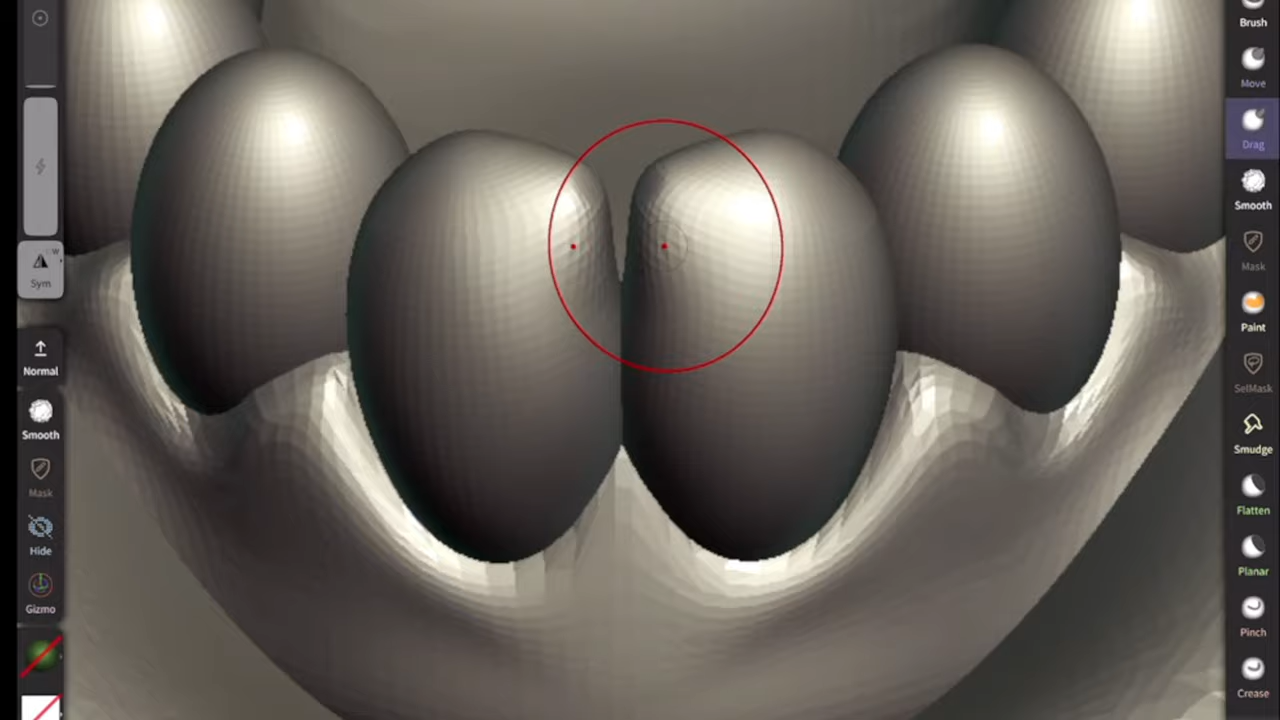 Sym
Normal
Smooth
Mask
Hide
Gizmo
Brush
Move
Drag
Smooth
Mask
Paint
SelMask
Smudge
Flatten
Planar
Pinch
Crease